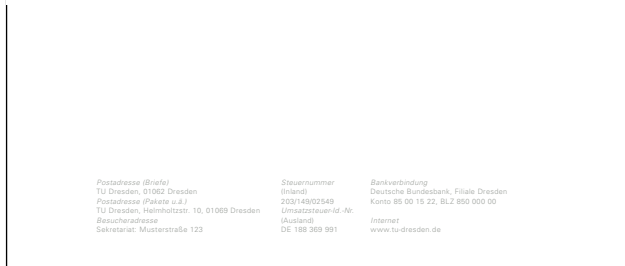 Postadresse (Briefe)
TU Dresden, 01062 Dresden
Postadresse (Pakete u.ä.)
TU Dresden, Helmholtzstr. 10, 01069 Dresden
Besucheradresse
Sekretariat: Musterstraße 123
Steuernummer
(Inland)
203/149/02549
Umsatzsteuer-Id.-Nr.
(Ausland)
DE 188 369 991
Bankverbindung
Deutsche Bundesbank, Filiale Dresden
Konto 85 00 15 22, BLZ 850 000 00
Internet
www.tu-dresden.de